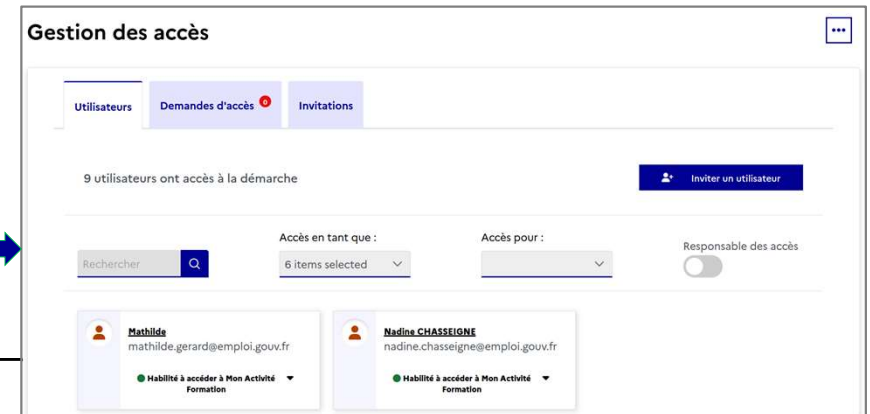 Gestion des accès
...
Utilisateurs
Demandes d'accès
0
Invitations
9 utilisateurs ont accès à la démarche
Inviter un utilisateur
Accès en tant que :
Accès pour :
Responsable des accès
Rechercher
6 items selected
Mathilde
mathilde.gerard@emploi.gouv.fr
Habilité à accéder à Mon Activité
Formation
Nadine CHASSEIGNE
nadine.chasseigne@emploi.gouv.fr
Habilité à accéder à Mon Activité
Formation